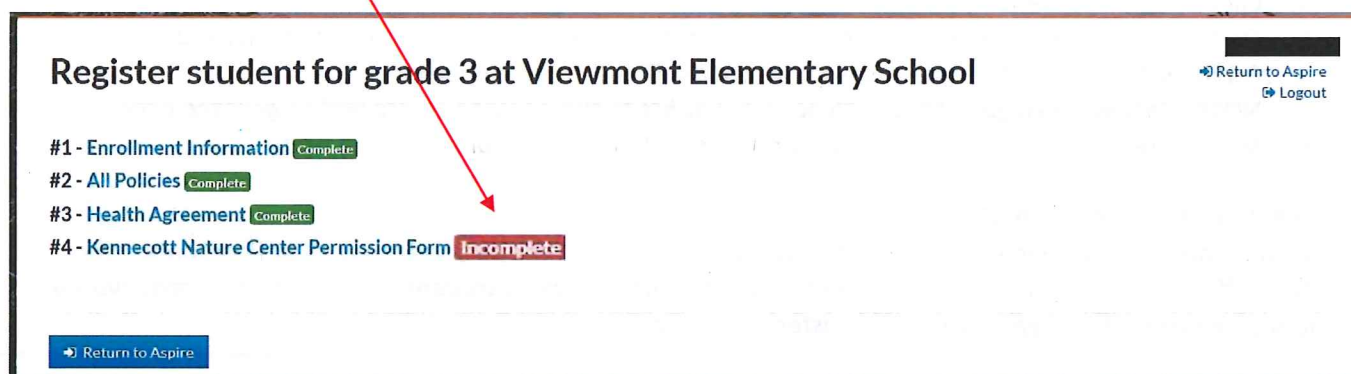 Register student for grade 3 at Viewmont Elementary School
Return to Aspire
Logout
#1 - Enrollment Information Complete
#2 - All Policies Complete
#3 - Health Agreement Complete
#4 - Kennecott Nature Center Permission Form Incomplete
Return to Aspire